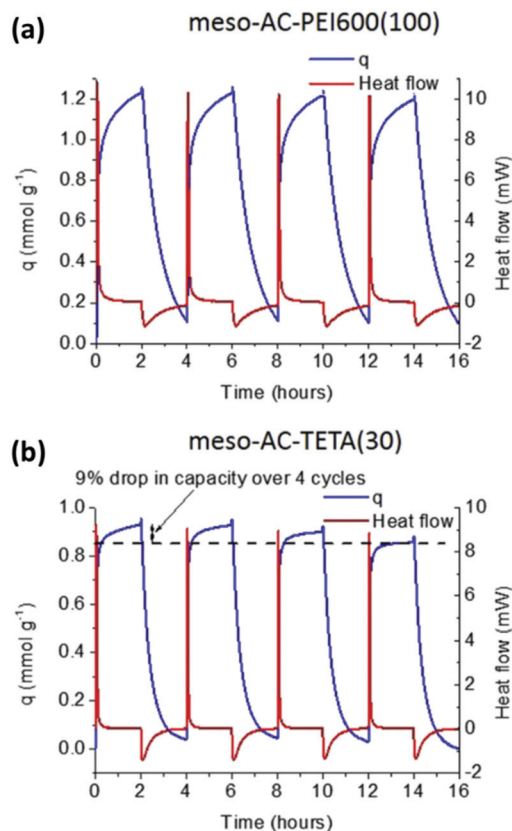 (a)
meso-AC-PEI600(100)
q
Heat flow
1.2
1.0
0.8
0.6
0.4
0.2
0.0
q (mmol g⁻¹)
10
8
6
4
2
0
-2
Heat flow (mW)
0 2 4 6 8 10 12 14 16
Time (hours)
(b)
meso-AC-TETA(30)
9% drop in capacity over 4 cycles
q
Heat flow
1.0
0.8
0.6
0.4
0.2
0.0
q (mmol g⁻¹)
10
8
6
4
2
0
-2
Heat flow (mW)
0 2 4 6 8 10 12 14 16
Time (hours)